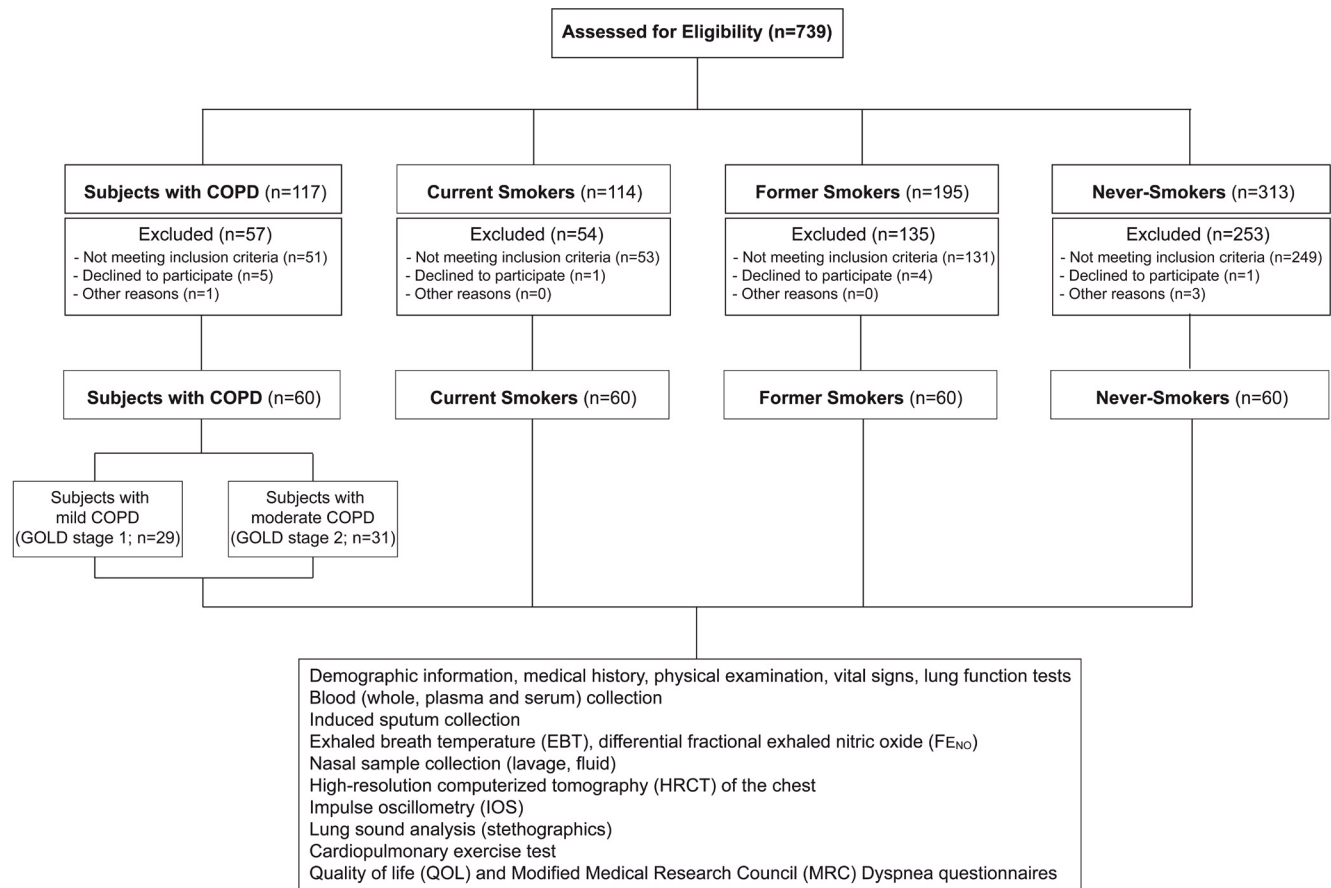 Assessed for Eligibility (n=739)
Subjects with COPD (n=117)
Excluded (n=57)
- Not meeting inclusion criteria (n=51)
- Declined to participate (n=5)
- Other reasons (n=1)
Current Smokers (n=114)
Excluded (n=54)
- Not meeting inclusion criteria (n=53)
- Declined to participate (n=1)
- Other reasons (n=0)
Former Smokers (n=195)
Excluded (n=135)
- Not meeting inclusion criteria (n=131)
- Declined to participate (n=4)
- Other reasons (n=0)
Never-Smokers (n=313)
Excluded (n=253)
- Not meeting inclusion criteria (n=249)
- Declined to participate (n=1)
- Other reasons (n=3)
Subjects with COPD (n=60)
Current Smokers (n=60)
Former Smokers (n=60)
Never-Smokers (n=60)
Subjects with
mild COPD
(GOLD stage 1; n=29)
Subjects with
moderate COPD
(GOLD stage 2; n=31)
Demographic information, medical history, physical examination, vital signs, lung function tests
Blood (whole, plasma and serum) collection
Induced sputum collection
Exhaled breath temperature (EBT), differential fractional exhaled nitric oxide (FENO)
Nasal sample collection (lavage, fluid)
High-resolution computerized tomography (HRCT) of the chest
Impulse oscillometry (IOS)
Lung sound analysis (stethographics)
Cardiopulmonary exercise test
Quality of life (QOL) and Modified Medical Research Council (MRC) Dyspnea questionnaires